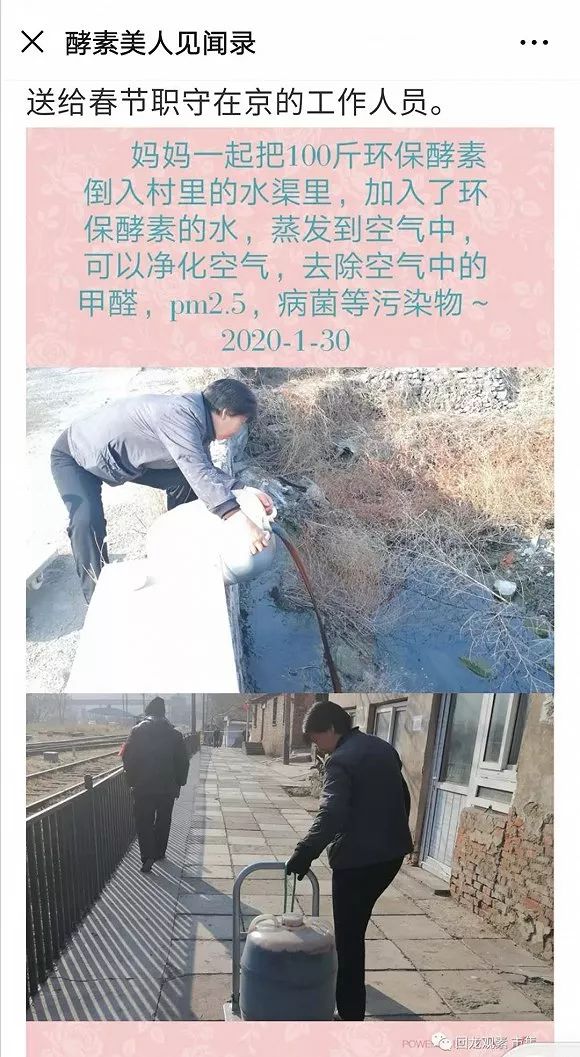 酵素美人见闻录
送给春节职守在京的工作人员。
妈妈一起把100斤环保酵素
倒入村里的水渠里，加入了环
保酵素的水，蒸发到空气中，
可以净化空气，去除空气中的
甲醛，pm2.5，病菌等污染物～
2020-1-30
回龙观素 市集